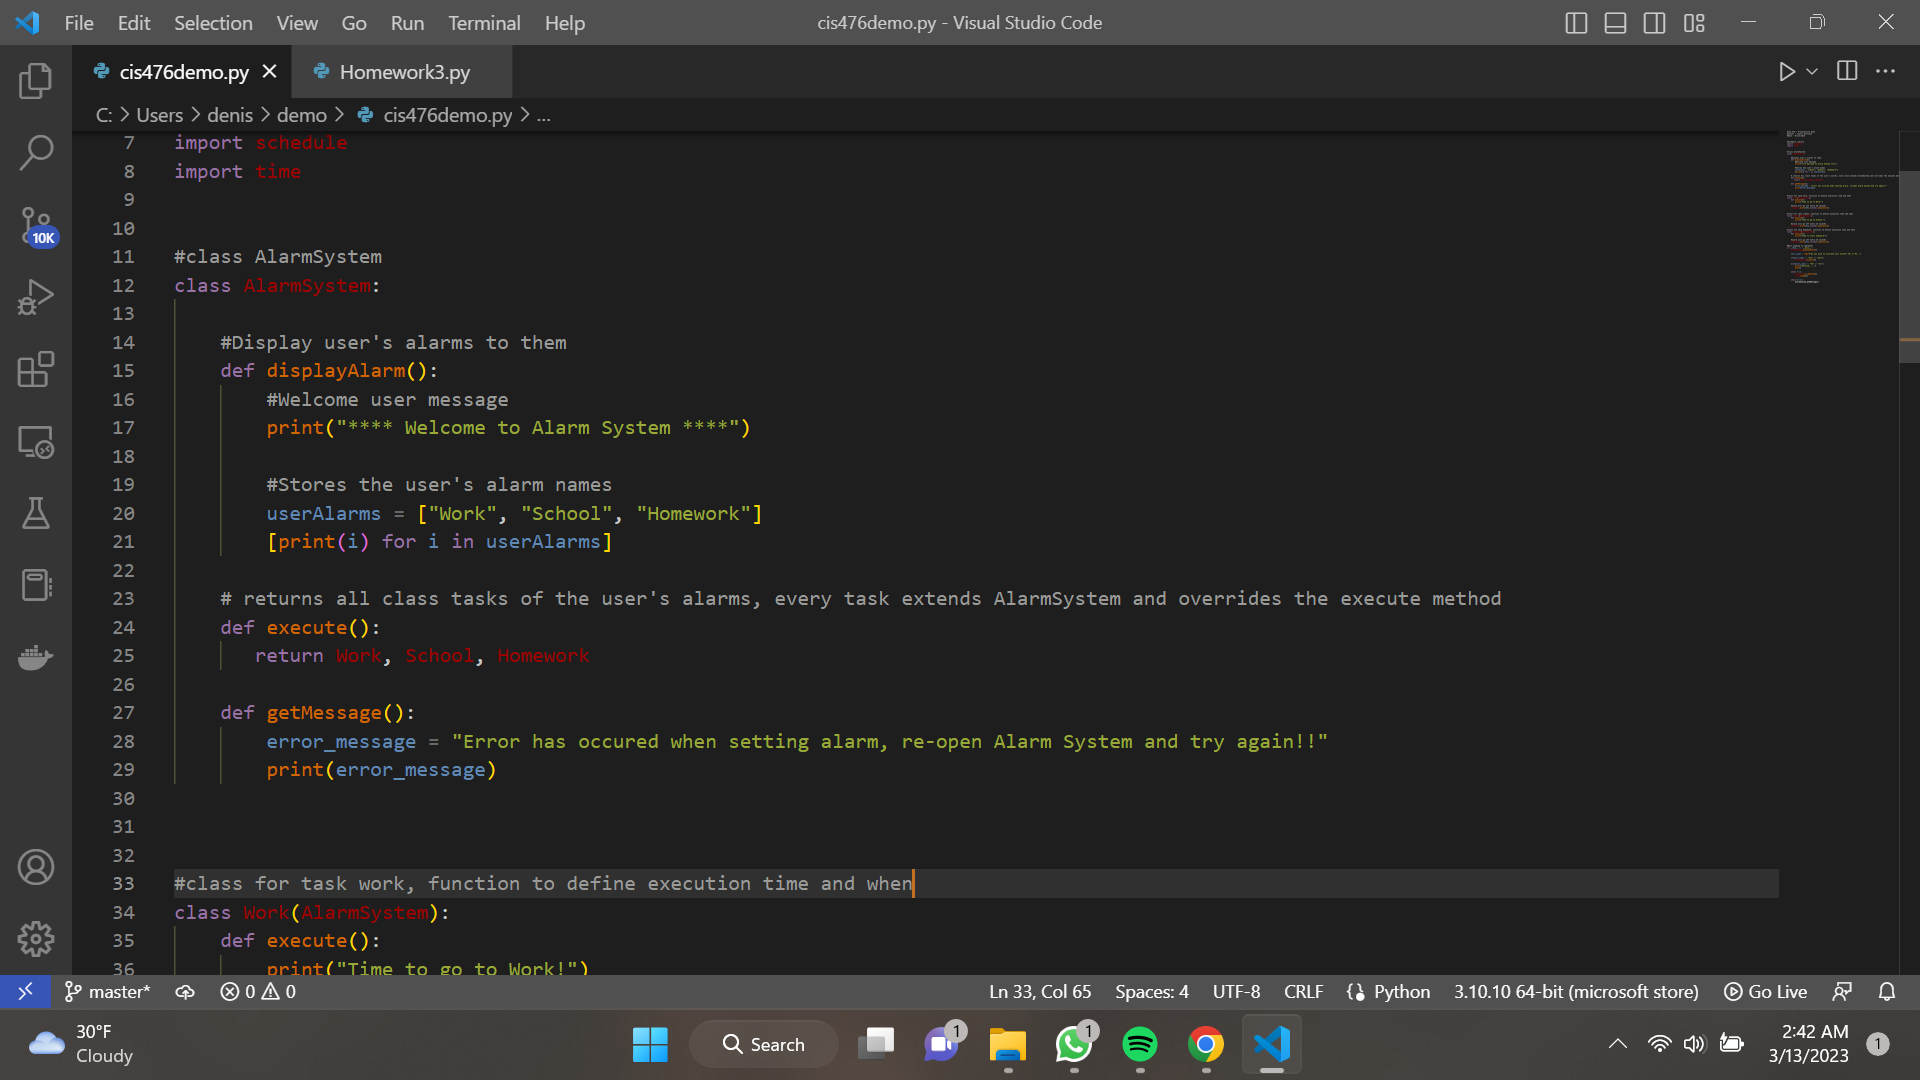 File Edit Selection View Go Run Terminal Help
cis476demo.py - Visual Studio Code
cis476demo.py Homework3.py
C: > Users > denis > demo > cis476demo.py > ...
7 import schedule
8 import time
9
10
11 #class AlarmSystem
12 class AlarmSystem:
13
14 #Display user's alarms to them
15 def displayAlarm():
16 #Welcome user message
17 print("**** Welcome to Alarm System ****")
18
19 #Stores the user's alarm names
20 userAlarms = ["Work", "School", "Homework"]
21 [print(i) for i in userAlarms]
22
23 # returns all class tasks of the user's alarms, every task extends AlarmSystem and overrides the execute method
24 def execute():
25 return Work, School, Homework
26
27 def getMessage():
28 error_message = "Error has occured when setting alarm, re-open Alarm System and try again!!"
29 print(error_message)
30
31
32
33 #class for task work, function to define execution time and when
34 class Work(AlarmSystem):
35 def execute():
36 print("Time to go to Work!")
10K
master* 0 0 Ln 33, Col 65 Spaces: 4 UTF-8 CRLF Python 3.10.10 64-bit (microsoft store) Go Live
30°F
Cloudy
Search
1
1
2:42 AM
3/13/2023
1